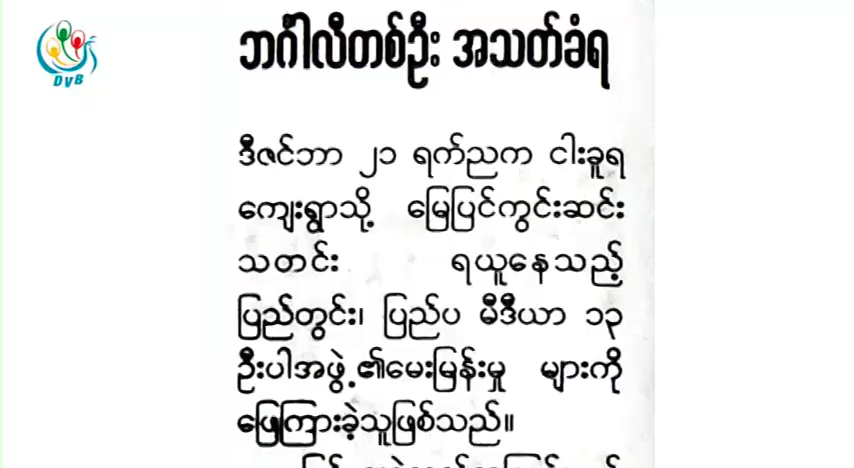 DVB
ဘင်္ဂါလီတစ်ဦး အသတ်ခံရ
ဒီဇင်ဘာ ၂၁ ရက်ညက ငါးခူရ
ကျေးရွာသို့ မြေပြင်ကွင်းဆင်း
သတင်း ရယူနေသည့်
ပြည်တွင်း၊ ပြည်ပ မီဒီယာ ၁၃
ဦးပါအဖွဲ့၏မေးမြန်းမှု များကို
ဖြေကြားခဲ့သူဖြစ်သည်။